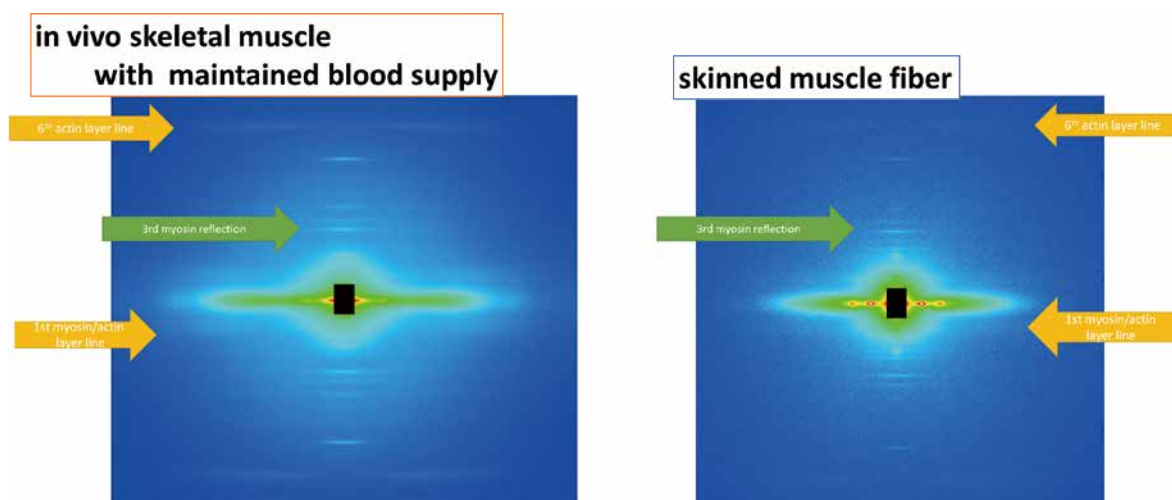 in vivo skeletal muscle
with maintained blood supply
6th actin layer line
3rd myosin reflection
1st myosin/actin
layer line
skinned muscle fiber
6th actin layer line
3rd myosin reflection
1st myosin/actin
layer line